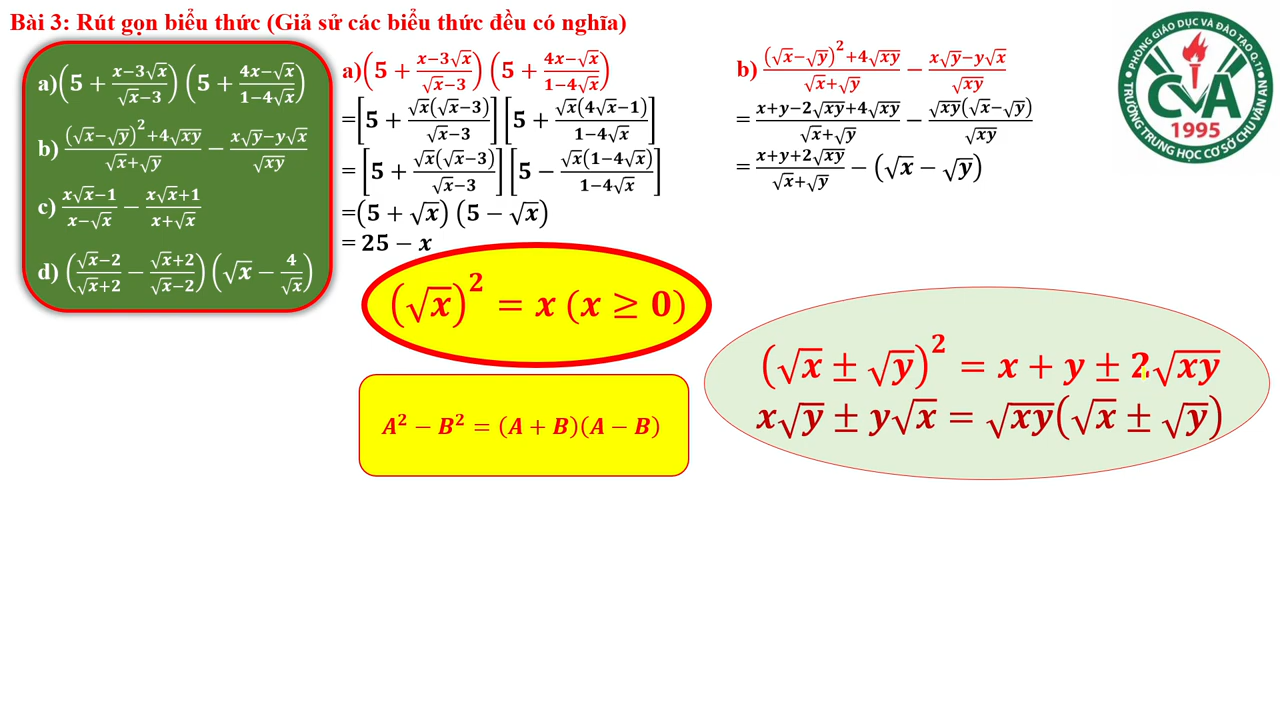 Bài 3: Rút gọn biểu thức (Giả sử các biểu thức đều có nghĩa)
a)(5 + (x−3√x)/(√x−3)) (5 + (4x−√x)/(1−4√x))
b) ((√x−√y)²+4√xy)/(√x+√y) − (x√y−y√x)/√xy
c) (x√x−1)/(x−√x) − (x√x+1)/(x+√x)
d) ((√x−2)/(√x+2) − (√x+2)/(√x−2)) (√x − 4/√x)
a)(5 + (x−3√x)/(√x−3)) (5 + (4x−√x)/(1−4√x))
=[5 + √x(√x−3)/(√x−3)] [5 + √x(4√x−1)/(1−4√x)]
= [5 + √x(√x−3)/(√x−3)] [5 − √x(1−4√x)/(1−4√x)]
=(5 + √x) (5 − √x)
= 25 − x
(√x)² = x (x ≥ 0)
A² − B² = (A + B)(A − B)
b) ((√x−√y)²+4√xy)/(√x+√y) − (x√y−y√x)/√xy
= (x+y−2√xy+4√xy)/(√x+√y) − √xy(√x−√y)/√xy
= (x+y+2√xy)/(√x+√y) − (√x − √y)
(√x ± √y)² = x + y ± 2√xy
x√y ± y√x = √xy(√x ± √y)
PHÒNG GIÁO DỤC VÀ ĐÀO TẠO Q.11
CVA
1995
TRƯỜNG TRUNG HỌC CƠ SỞ CHU VĂN AN